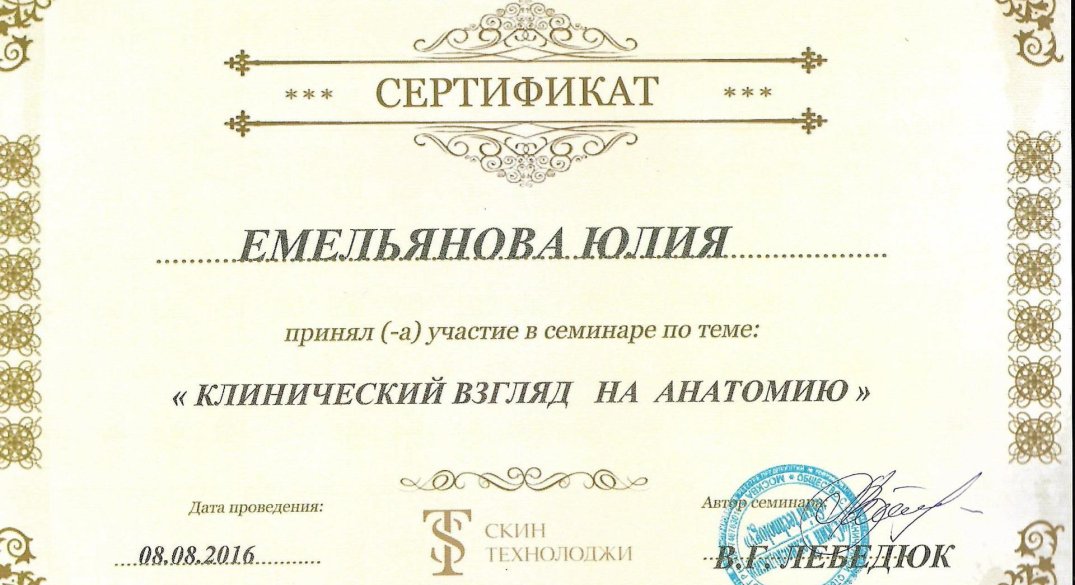 *** СЕРТИФИКАТ ***
ЕМЕЛЬЯНОВА ЮЛИЯ
принял (-а) участие в семинаре по теме:
« КЛИНИЧЕСКИЙ ВЗГЛЯД НА АНАТОМИЮ »
Дата проведения:
08.08.2016
СКИН
ТЕХНОЛОДЖИ
Автор семинара:
В.Г. ЛЕБЕДЮК
МОСКВА